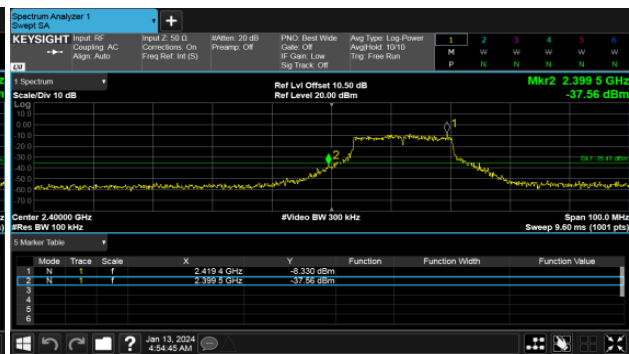 Spectrum Analyzer 1
Swept SA
+
KEYSIGHT
Input: RF
Coupling: AC
Align: Auto
Input Z: 50 Ω
Corrections: On
Freq Ref: Int (S)
#Atten: 20 dB
Preamp: Off
PNO: Best Wide
Gate: Off
IF Gain: Low
Sig Track: Off
Avg Type: Log-Power
Avg|Hold: 10/10
Trig: Free Run
1 2 3 4 5 6
M W W W W W
P N N N N N
LXI
1 Spectrum
Scale/Div 10 dB
Ref Lvl Offset 10.50 dB
Ref Level 20.00 dBm
Mkr2 2.399 5 GHz
-37.56 dBm
Log
10.0
0.00
-10.0
-20.0
-30.0
-40.0
-50.0
-60.0
-70.0
1
2
DL1 -35.41 dBm
Center 2.40000 GHz
#Res BW 100 kHz
#Video BW 300 kHz
Span 100.0 MHz
Sweep 9.60 ms (1001 pts)
5 Marker Table
Mode Trace Scale X Y Function Function Width Function Value
1 N 1 f 2.419 4 GHz -8.330 dBm
2 N 1 f 2.399 5 GHz -37.56 dBm
3
4
5
6
?
Jan 13, 2024
4:54:45 AM